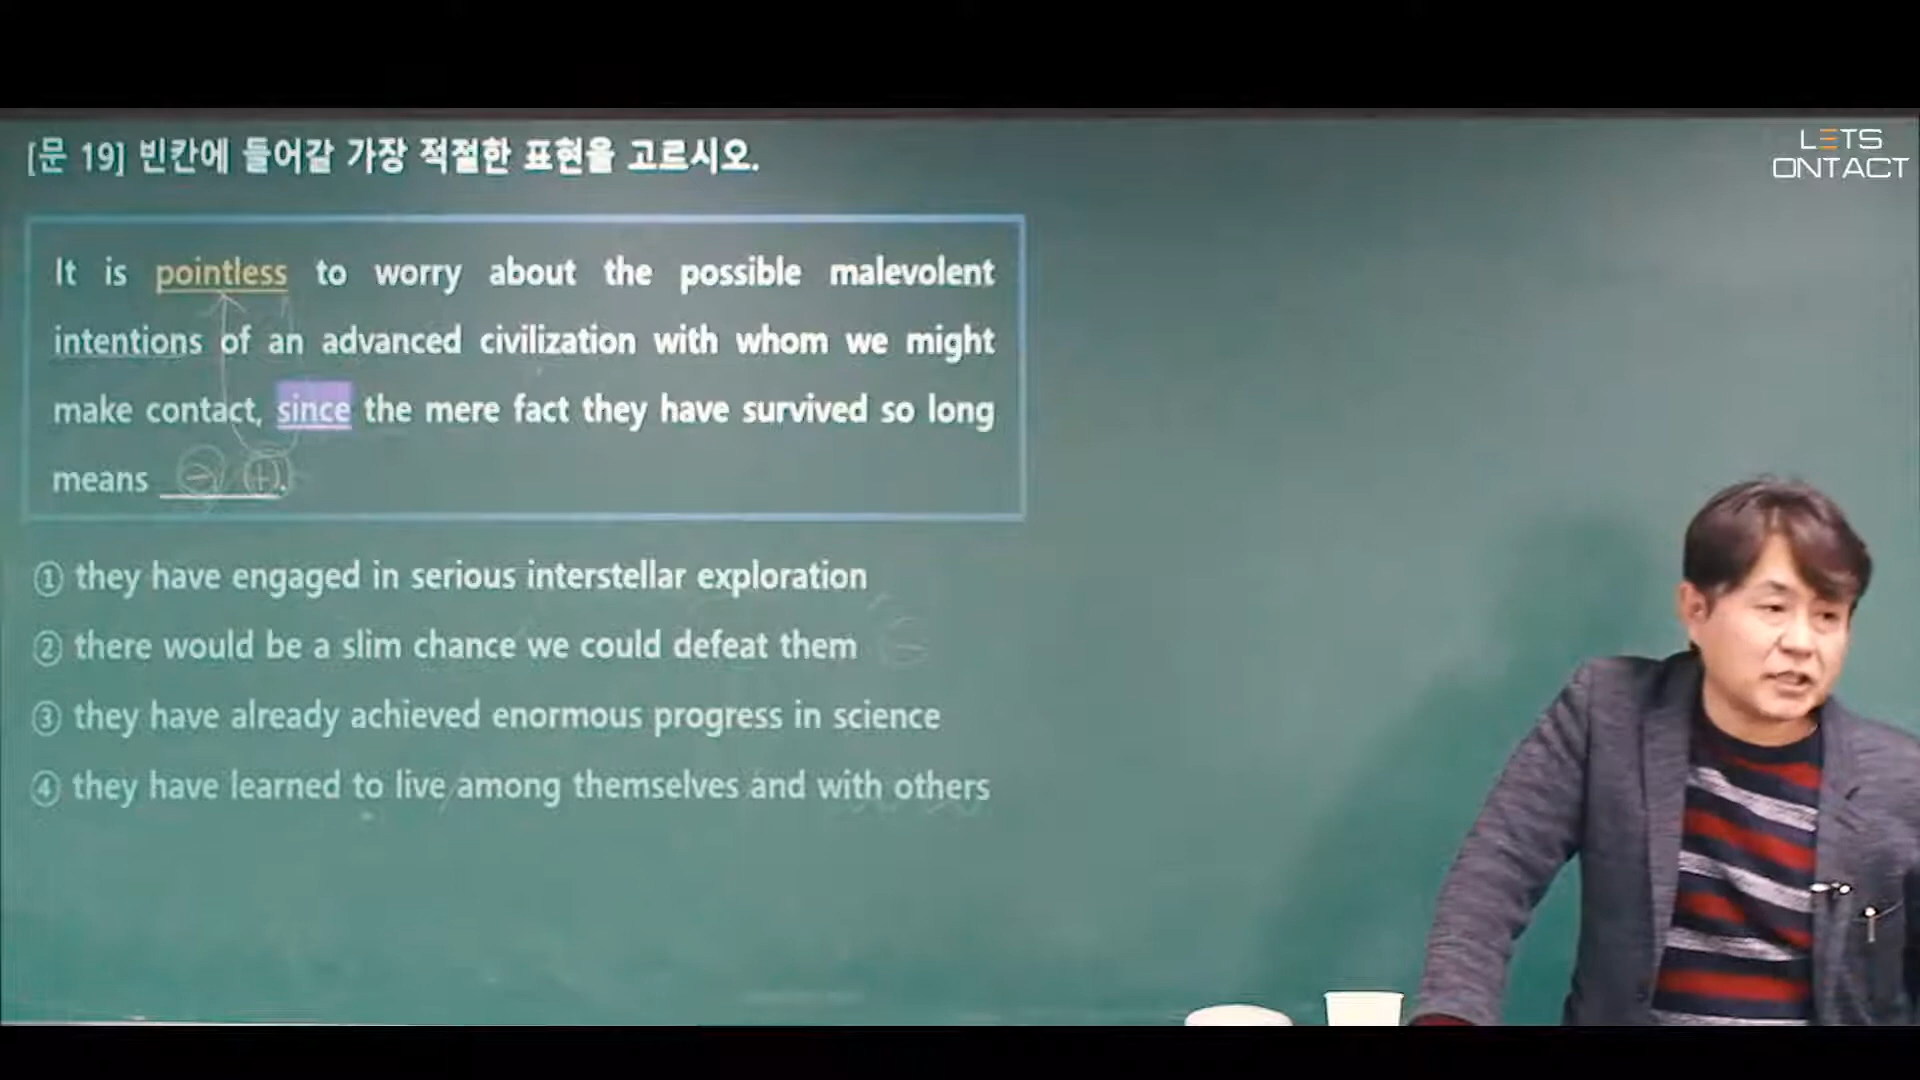 LETS
ONTACT
[문 19] 빈칸에 들어갈 가장 적절한 표현을 고르시오.
It is pointless to worry about the possible malevolent
intentions of an advanced civilization with whom we might
make contact, since the mere fact they have survived so long
means ______.
① they have engaged in serious interstellar exploration
② there would be a slim chance we could defeat them
③ they have already achieved enormous progress in science
④ they have learned to live among themselves and with others